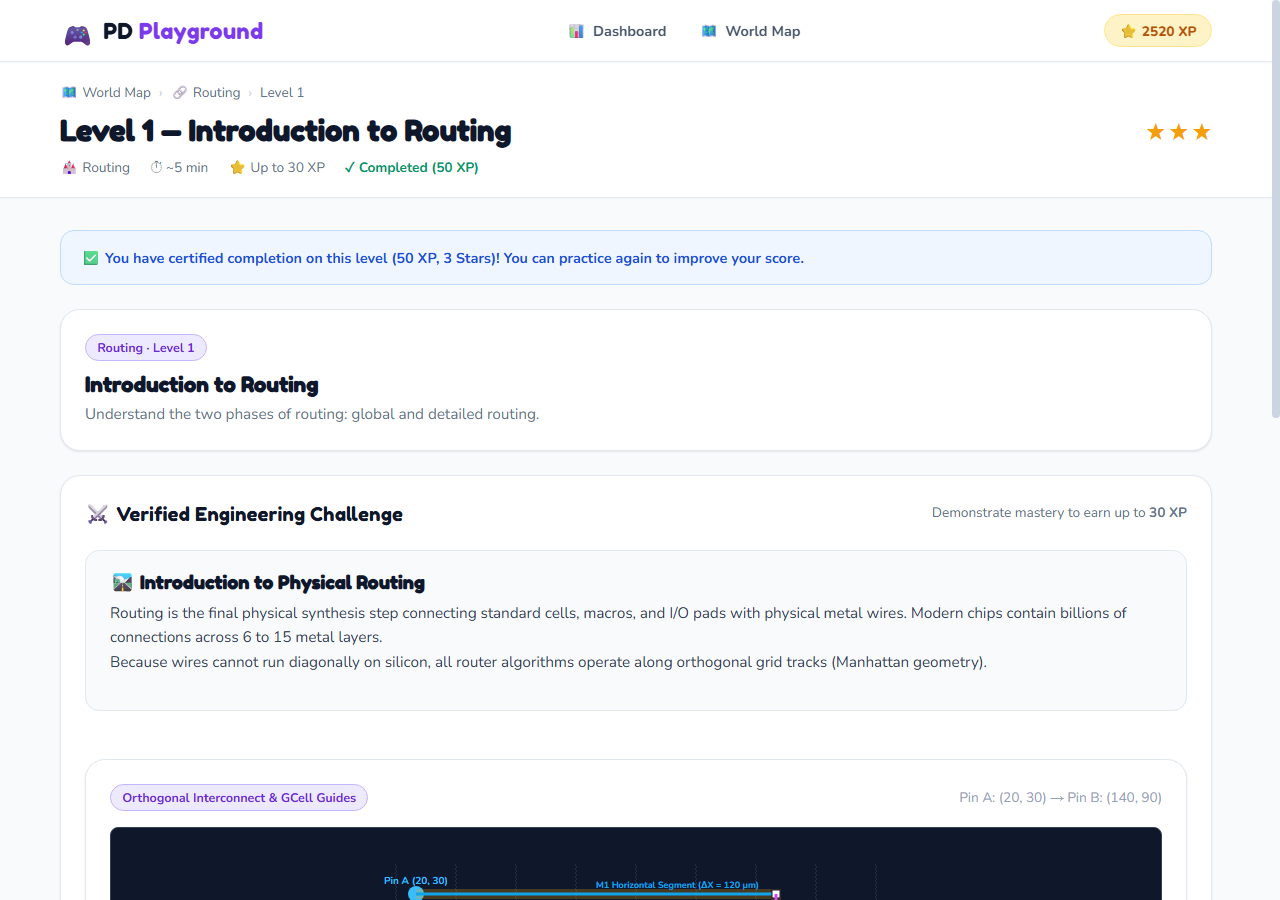 PD Playground
Dashboard
World Map
2520 XP
World Map › Routing › Level 1
Level 1 — Introduction to Routing
Routing ~5 min Up to 30 XP ✓ Completed (50 XP)
You have certified completion on this level (50 XP, 3 Stars)! You can practice again to improve your score.
Routing · Level 1
Introduction to Routing
Understand the two phases of routing: global and detailed routing.
Verified Engineering Challenge
Demonstrate mastery to earn up to 30 XP
Introduction to Physical Routing
Routing is the final physical synthesis step connecting standard cells, macros, and I/O pads with physical metal wires. Modern chips contain billions of
connections across 6 to 15 metal layers.
Because wires cannot run diagonally on silicon, all router algorithms operate along orthogonal grid tracks (Manhattan geometry).
Orthogonal Interconnect & GCell Guides
Pin A: (20, 30) → Pin B: (140, 90)
Pin A (20, 30)
M1 Horizontal Segment (ΔX = 120 μm)